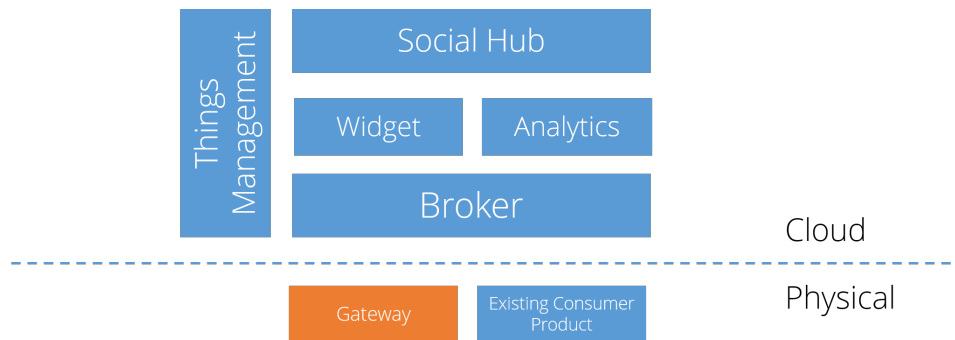 Things
Management
Social Hub
Widget
Analytics
Broker
Cloud
Physical
Gateway
Existing Consumer
Product